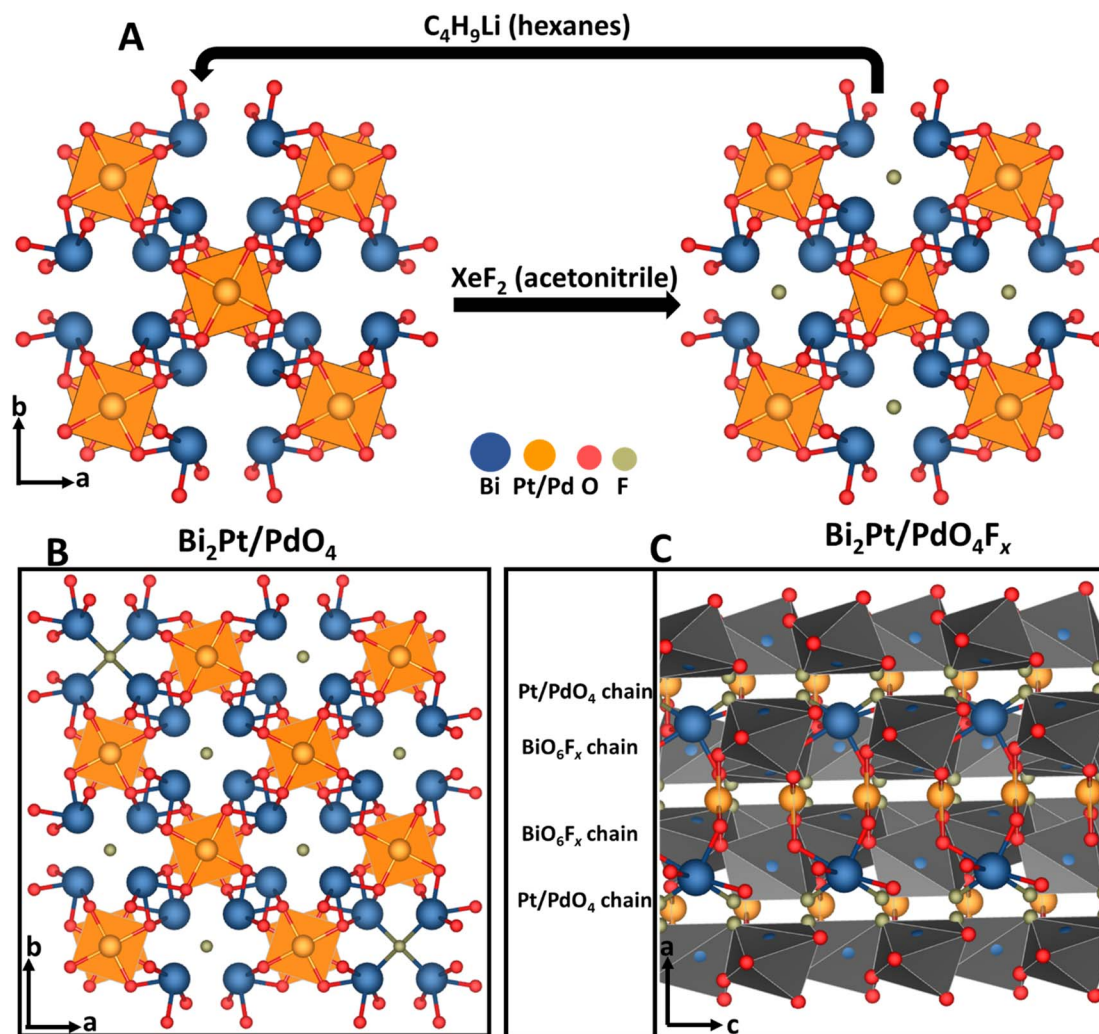 A
C₄H₉Li (hexanes)
XeF₂ (acetonitrile)
b
a
Bi Pt/Pd O F
Bi₂Pt/PdO₄
Bi₂Pt/PdO₄Fₓ
B
b
a
C
Pt/PdO₄ chain
BiO₆Fₓ chain
BiO₆Fₓ chain
Pt/PdO₄ chain
a
c